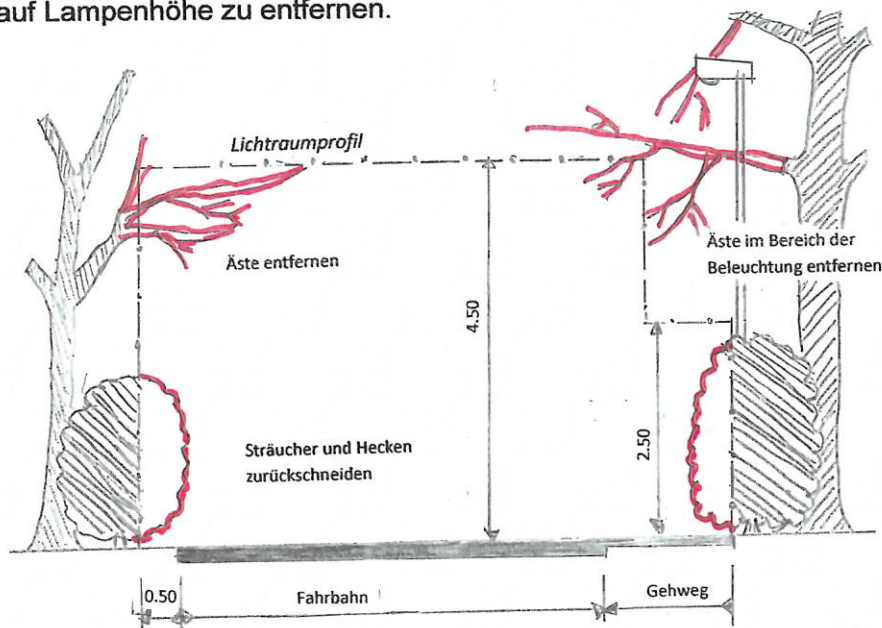 auf Lampenhöhe zu entfernen.
Lichtraumprofil
Äste entfernen
Äste im Bereich der
Beleuchtung entfernen
4.50
2.50
Sträucher und Hecken
zurückschneiden
0.50
Fahrbahn
Gehweg